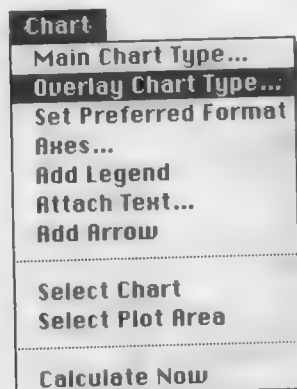 Chart
Main Chart Type...
Overlay Chart Type...
Set Preferred Format
Axes...
Add Legend
Attach Text...
Add Arrow
Select Chart
Select Plot Area
Calculate Now